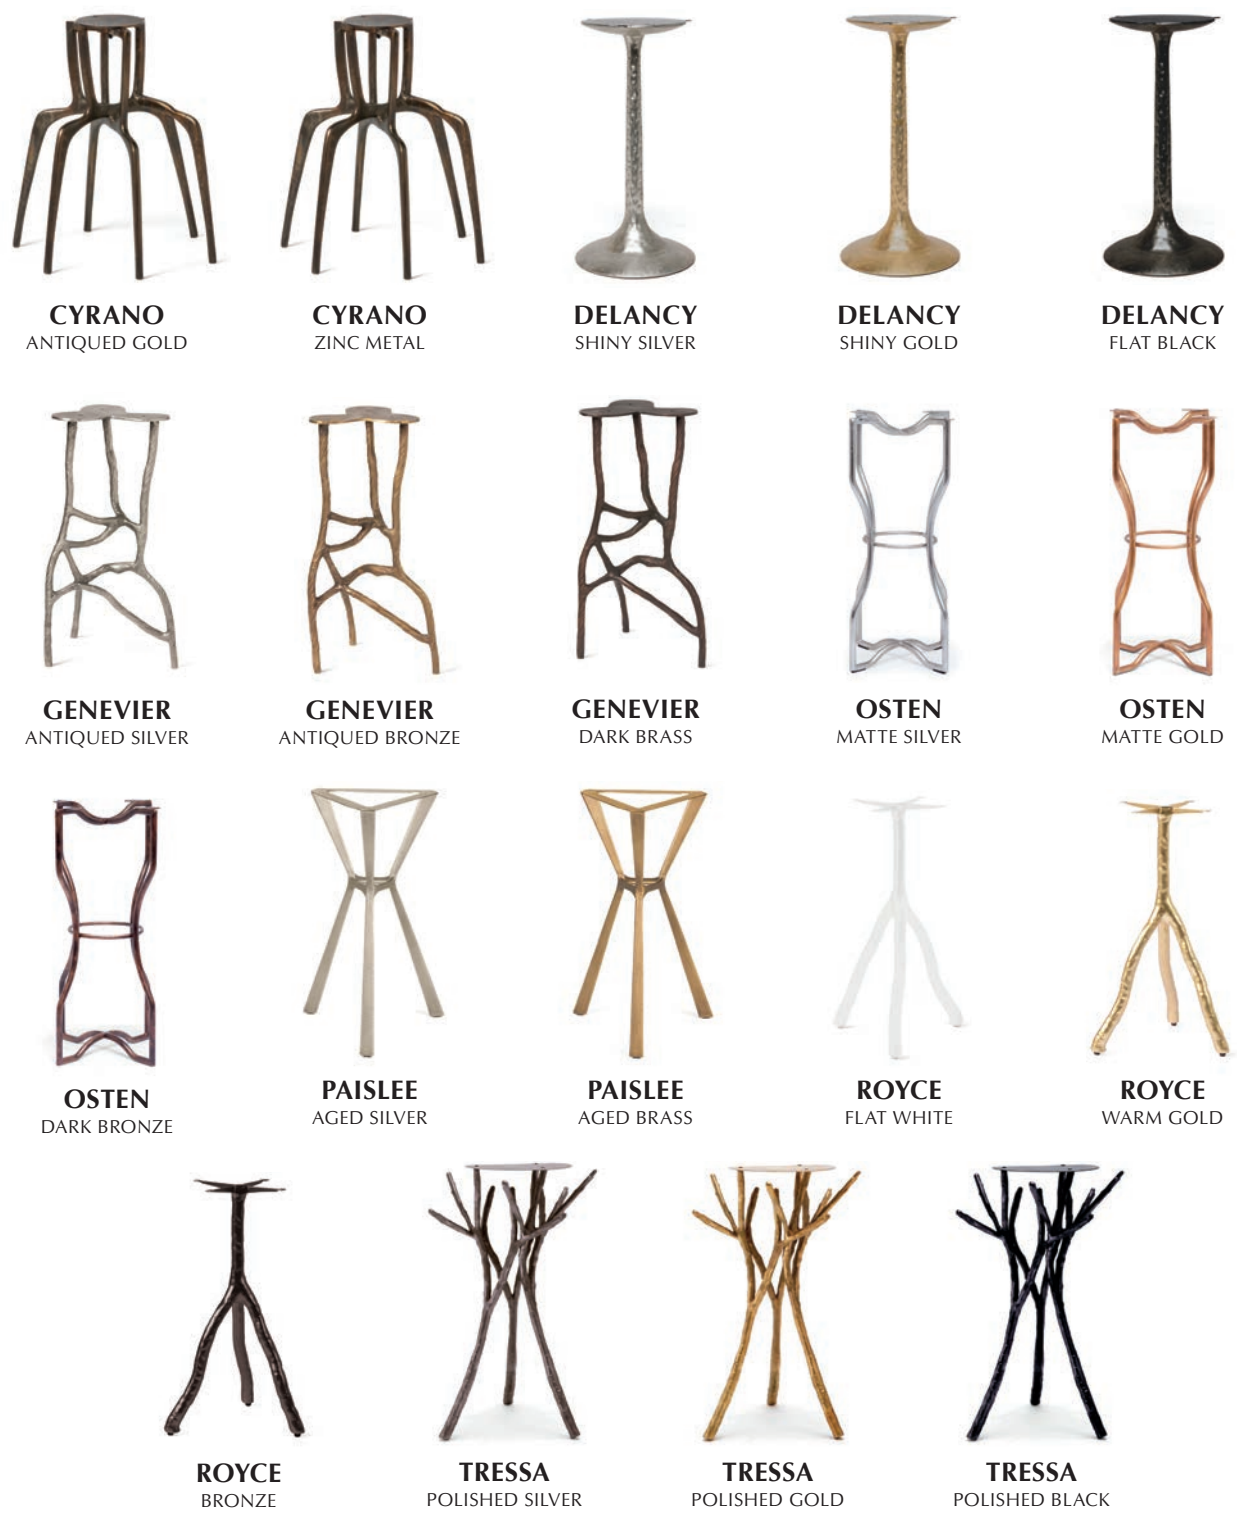 CYRANO
ANTIQUED GOLD
CYRANO
ZINC METAL
DELANCY
SHINY SILVER
DELANCY
SHINY GOLD
DELANCY
FLAT BLACK
GENEVIER
ANTIQUED SILVER
GENEVIER
ANTIQUED BRONZE
GENEVIER
DARK BRASS
OSTEN
MATTE SILVER
OSTEN
MATTE GOLD
OSTEN
DARK BRONZE
PAISLEE
AGED SILVER
PAISLEE
AGED BRASS
ROYCE
FLAT WHITE
ROYCE
WARM GOLD
ROYCE
BRONZE
TRESSA
POLISHED SILVER
TRESSA
POLISHED GOLD
TRESSA
POLISHED BLACK